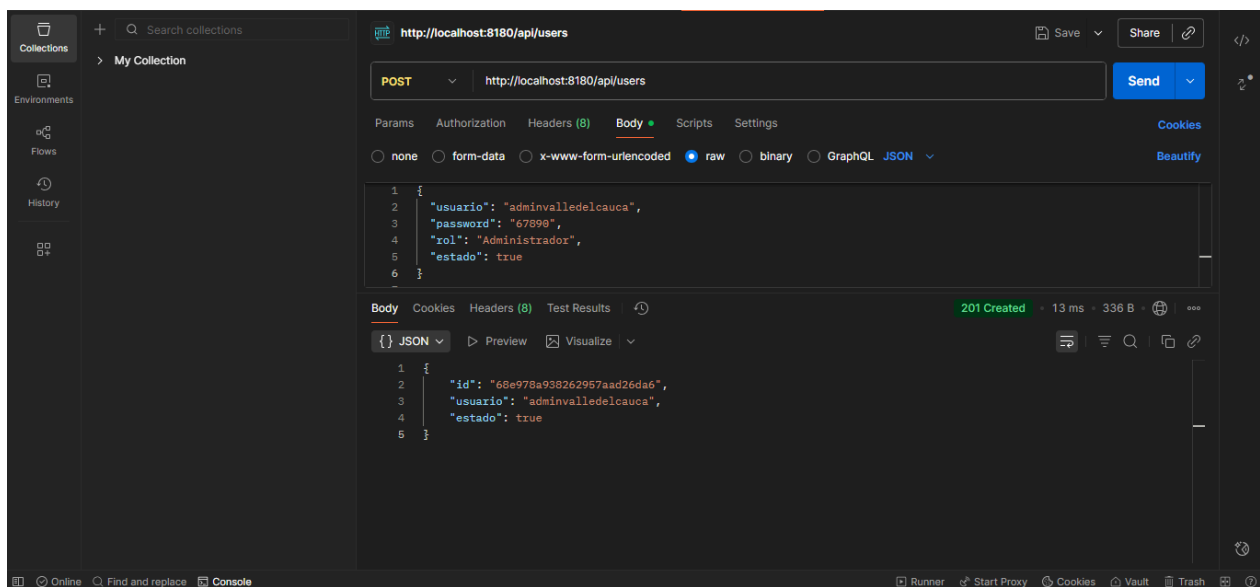 Collections
Environments
Flows
History
Search collections
My Collection
HTTP http://localhost:8180/api/users
Save
Share
POST http://localhost:8180/api/users
Send
Params Authorization Headers (8) Body Scripts Settings
Cookies
none form-data x-www-form-urlencoded raw binary GraphQL JSON
Beautify
1 {
2 "usuario": "adminvalledelcauca",
3 "password": "67890",
4 "rol": "Administrador",
5 "estado": true
6 }
Body Cookies Headers (8) Test Results
201 Created 13 ms 336 B
{} JSON Preview Visualize
1 {
2 "id": "68e978a938262957aad26da6",
3 "usuario": "adminvalledelcauca",
4 "estado": true
5 }
Online Find and replace Console
Runner Start Proxy Cookies Vault Trash